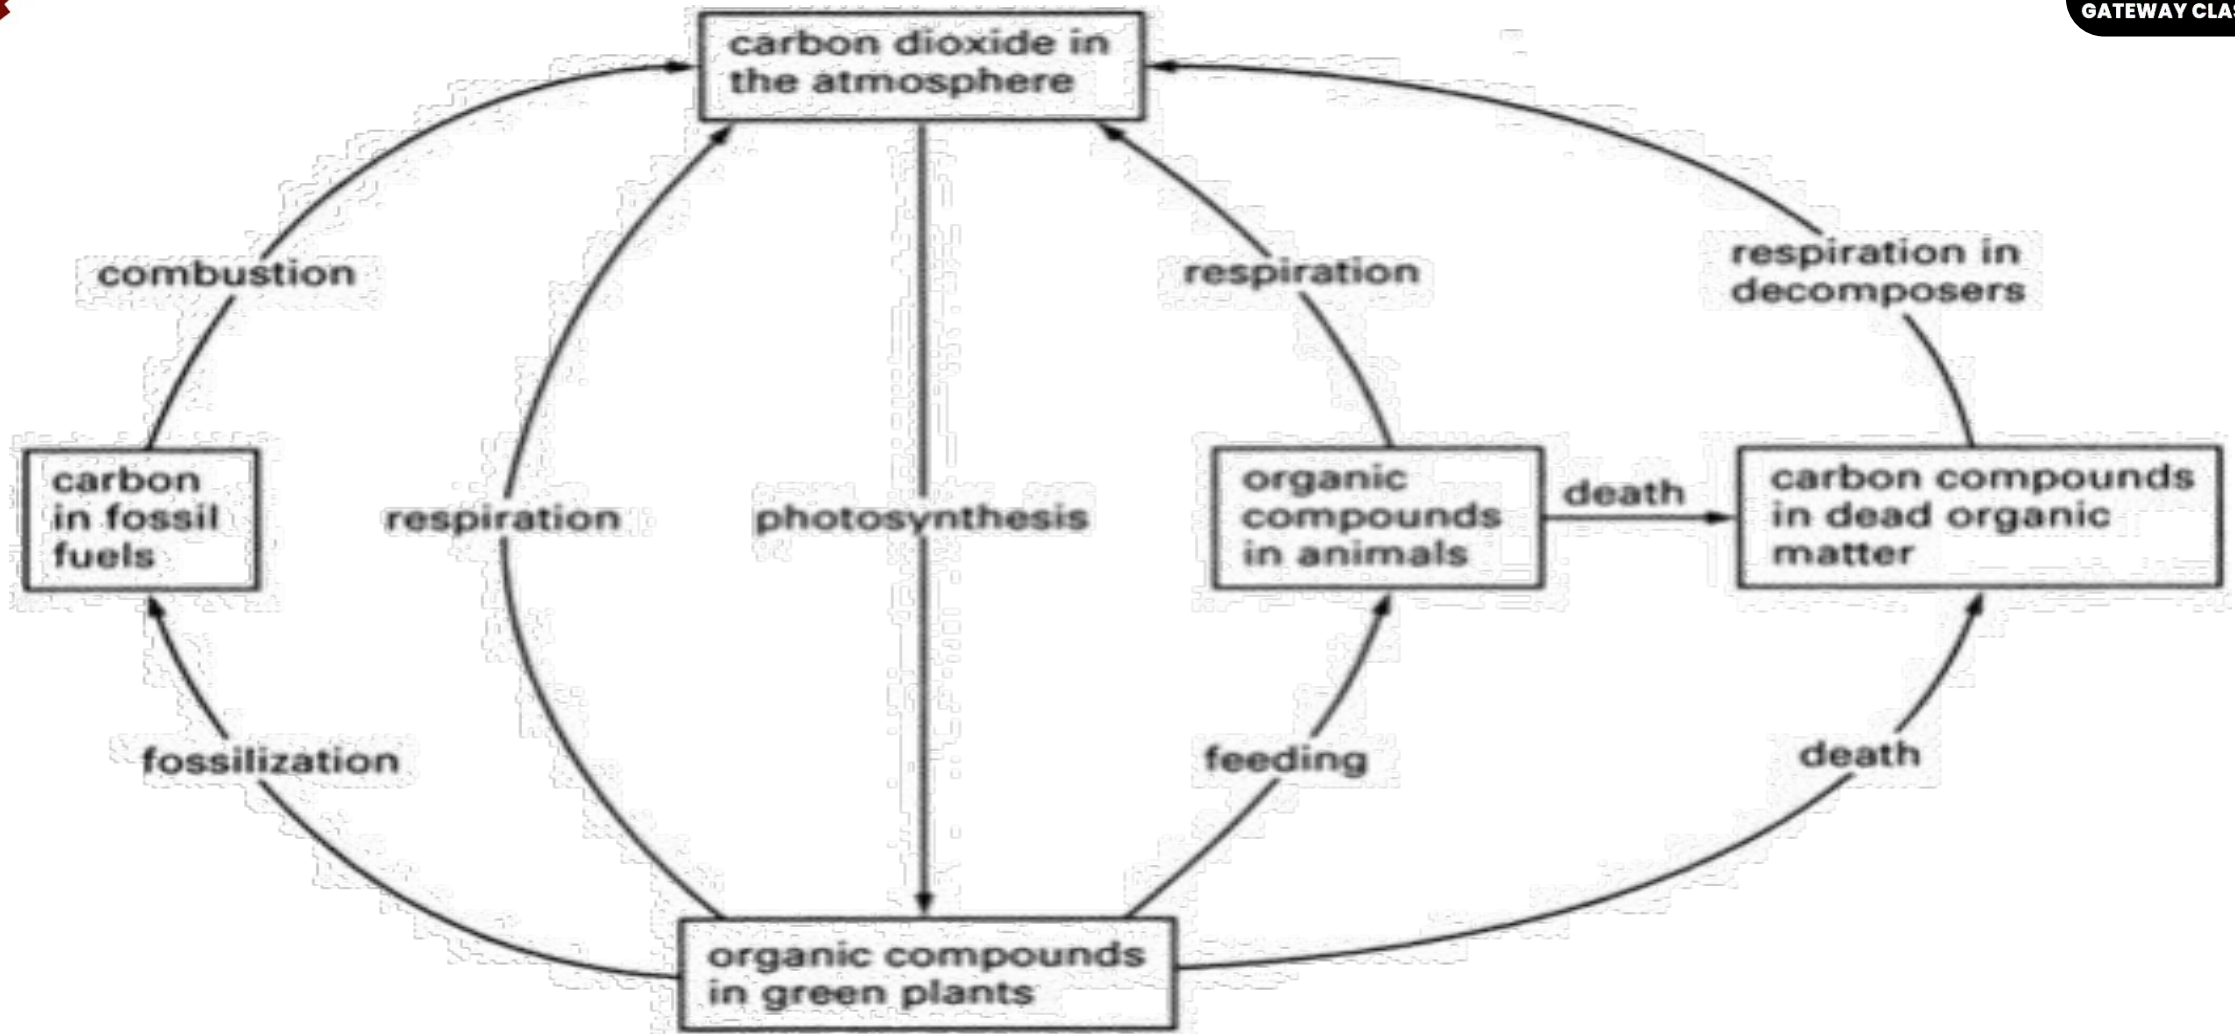 GATEWAY CLAS
carbon dioxide in
the atmosphere
combustion
respiration
respiration in
decomposers
carbon
in fossil
fuels
respiration
photosynthesis
organic
compounds
in animals
death
carbon compounds
in dead organic
matter
fossilization
feeding
death
organic compounds
in green plants